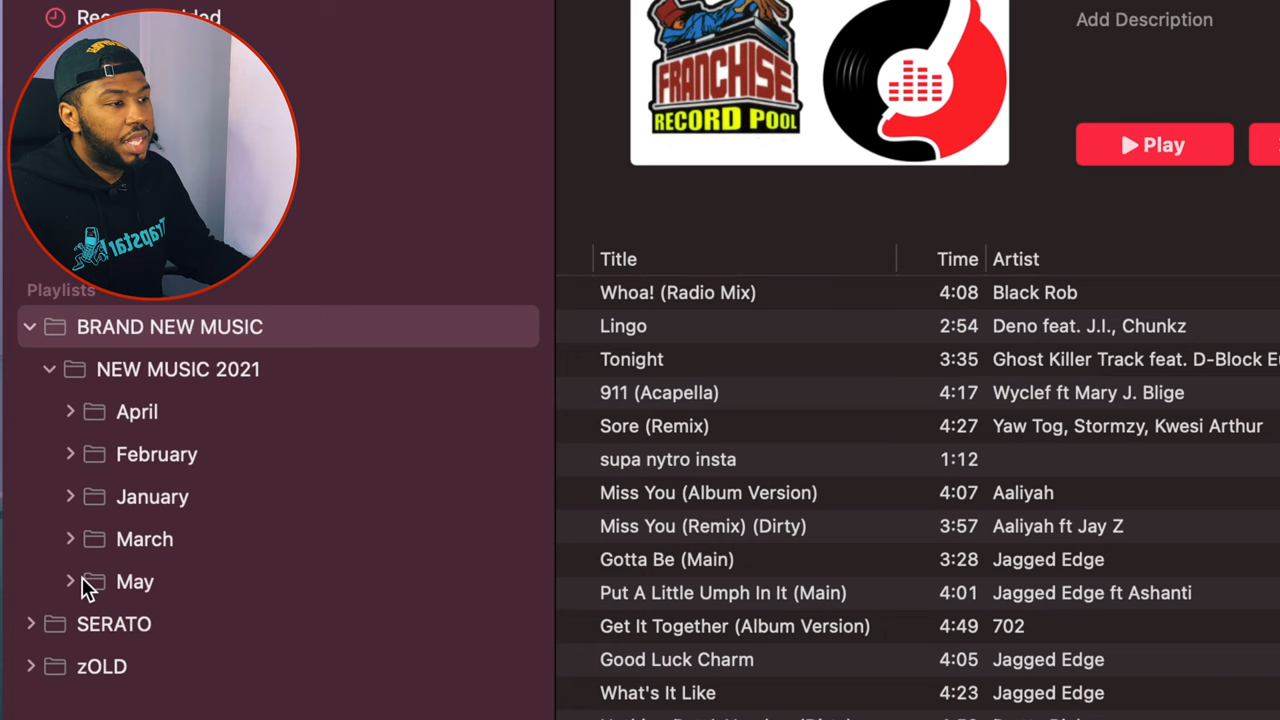 Add Description
FRANCHISE
RECORD POOL
Play
Trapstar
Playlists
BRAND NEW MUSIC
NEW MUSIC 2021
April
February
January
March
May
SERATO
zOLD
Title Time Artist
Whoa! (Radio Mix) 4:08 Black Rob
Lingo 2:54 Deno feat. J.I., Chunkz
Tonight 3:35 Ghost Killer Track feat. D-Block
911 (Acapella) 4:17 Wyclef ft Mary J. Blige
Sore (Remix) 4:27 Yaw Tog, Stormzy, Kwesi Arthur
supa nytro insta 1:12
Miss You (Album Version) 4:07 Aaliyah
Miss You (Remix) (Dirty) 3:57 Aaliyah ft Jay Z
Gotta Be (Main) 3:28 Jagged Edge
Put A Little Umph In It (Main) 4:01 Jagged Edge ft Ashanti
Get It Together (Album Version) 4:49 702
Good Luck Charm 4:05 Jagged Edge
What's It Like 4:23 Jagged Edge